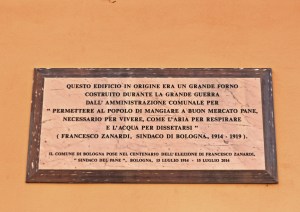 QUESTO EDIFICIO IN ORIGINE ERA UN GRANDE FORNO
COSTRUITO DURANTE LA GRANDE GUERRA
DALL'AMMINISTRAZIONE COMUNALE PER
" PERMETTERE AL POPOLO DI MANGIARE A BUON MERCATO PANE,
NECESSARIO PER VIVERE, COME L'ARIA PER RESPIRARE
E L'ACQUA PER DISSETARSI "
( FRANCESCO ZANARDI, SINDACO DI BOLOGNA, 1914 - 1919 ).
IL COMUNE DI BOLOGNA POSE NEL CENTENARIO DELL'ELEZIONE DI FRANCESCO ZANARDI,
" SINDACO DEL PANE ". BOLOGNA, 15 LUGLIO 1914 - 15 LUGLIO 2014